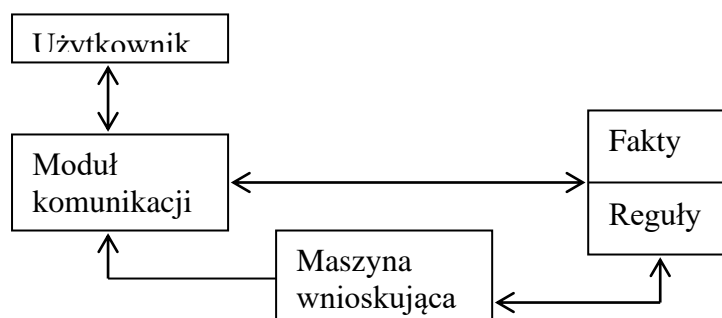 Użytkownik
Moduł
komunikacji
Fakty
Reguły
Maszyna
wnioskująca